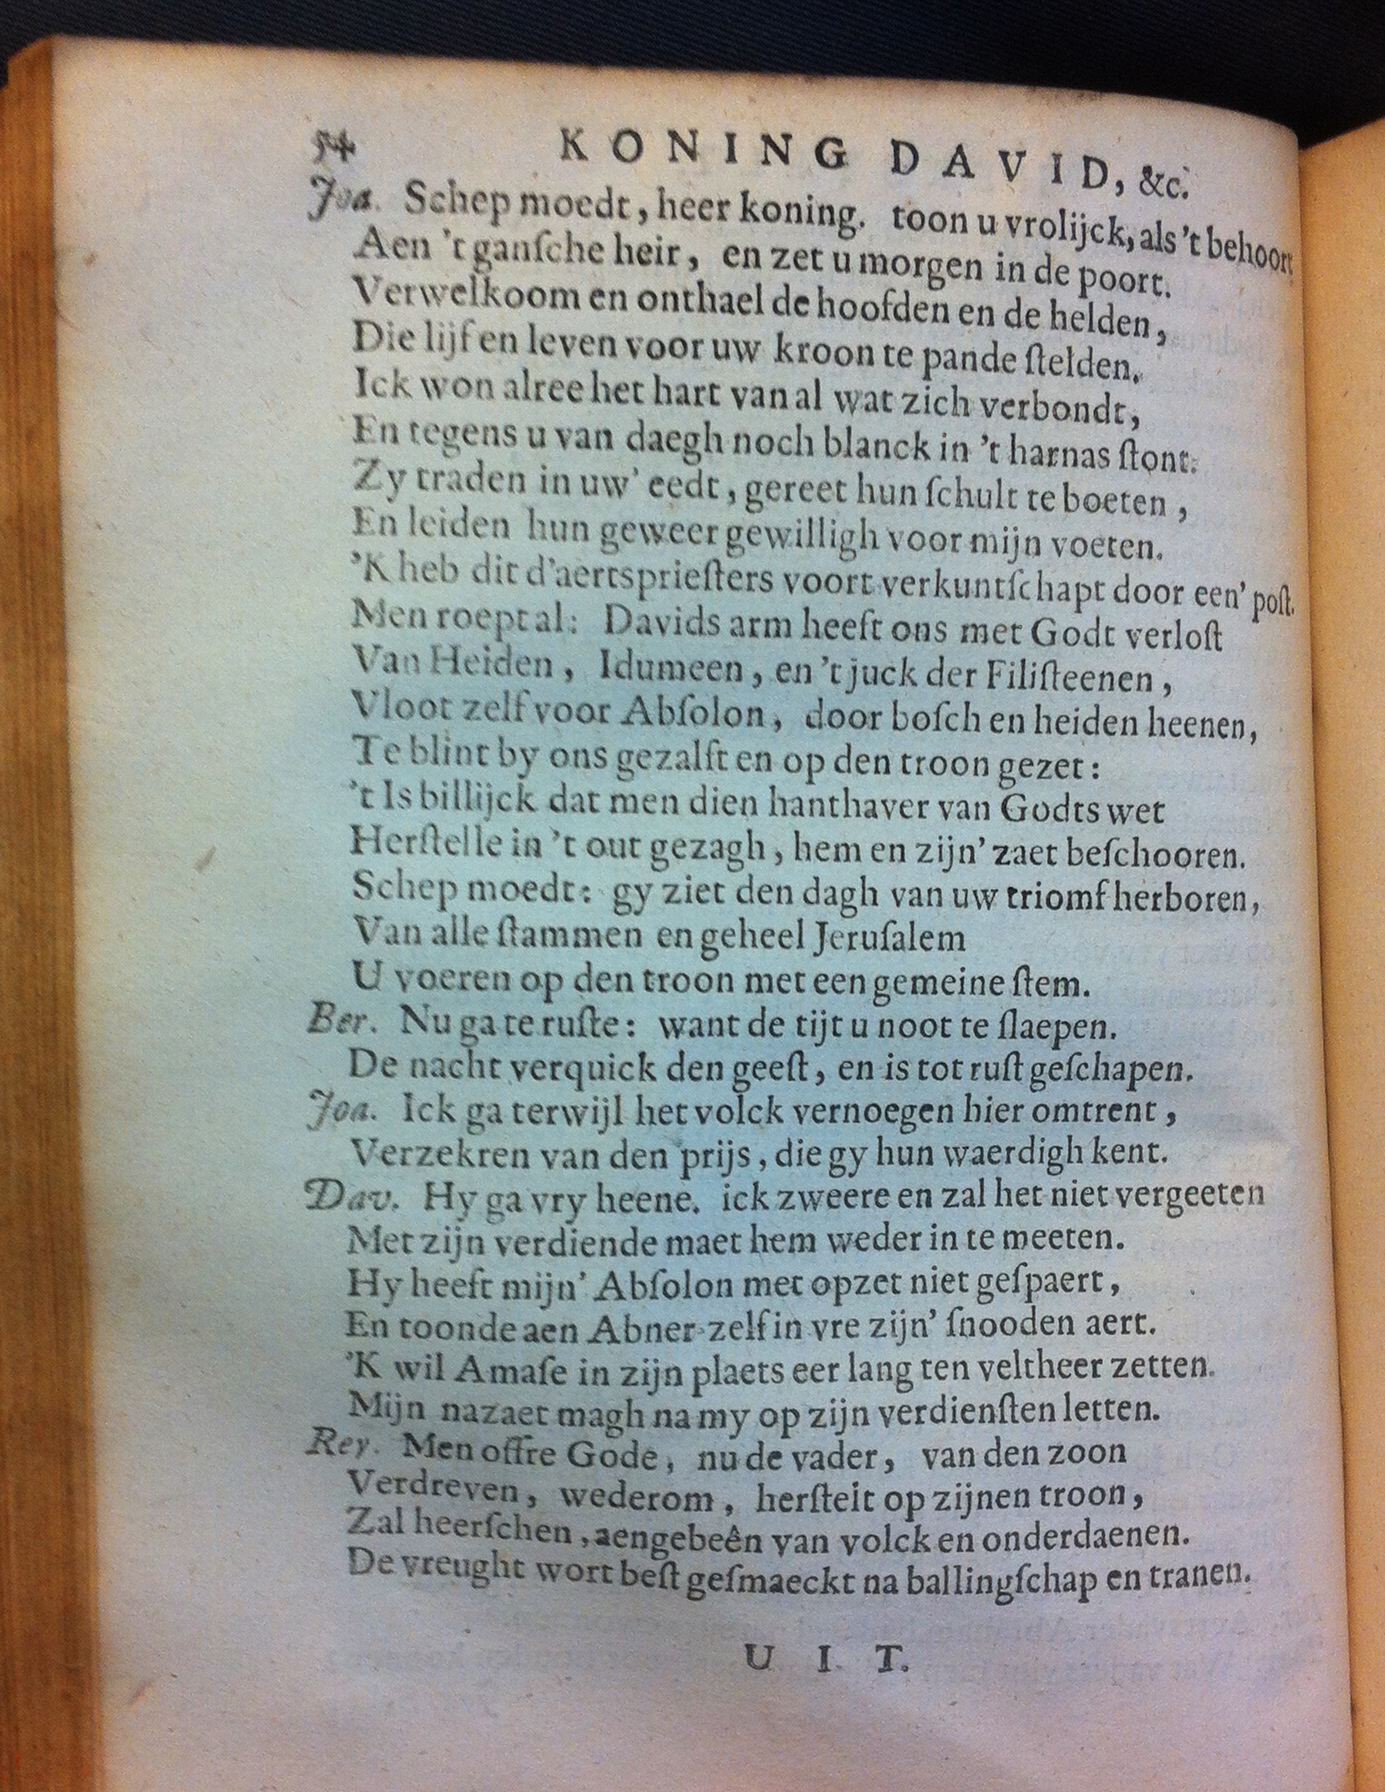 54 KONING DAVID, &c.
Joa. Schep moedt, heer koning. toon u vrolijck, als 't behoort
Aen 't ganſche heir, en zet u morgen in de poort.
Verwelkoom en onthael de hoofden en de helden,
Die lijf en leven voor uw kroon te pande ſtelden.
Ick won alree het hart van al wat zich verbondt,
En tegens u van daegh noch blanck in 't harnas ſtont.
Zy traden in uw' eedt, gereet hun ſchult te boeten,
En leiden hun geweer gewilligh voor mijn voeten.
'K heb dit d'aertsprieſters voort verkuntſchapt door een' poſt.
Men roept al: Davids arm heeft ons met Godt verloſt
Van Heiden, Idumeen, en 't juck der Filiſteenen,
Vloot zelf voor Abſolon, door boſch en heiden heenen,
Te blint by ons gezalft en op den troon gezet:
't Is billijck dat men dien hanthaver van Godts wet
Herſtelle in 't out gezagh, hem en zijn' zaet beſchooren.
Schep moedt: gy ziet den dagh van uw triomf herboren,
Van alle ſtammen en geheel Jeruſalem
U voeren op den troon met een gemeine ſtem.
Ber. Nu ga te ruſte: want de tijt u noot te ſlaepen.
De nacht verquick den geeſt, en is tot ruſt geſchapen.
Joa. Ick ga terwijl het volck vernoegen hier omtrent,
Verzekren van den prijs, die gy hun waerdigh kent.
Dav. Hy ga vry heene. ick zweere en zal het niet vergeeten
Met zijn verdiende maet hem weder in te meeten.
Hy heeft mijn' Abſolon met opzet niet geſpaert,
En toonde aen Abner zelf in vre zijn' ſnooden aert.
'K wil Amaſe in zijn plaets eer lang ten veltheer zetten.
Mijn nazaet magh na my op zijn verdienſten letten.
Rey. Men offre Gode, nu de vader, van den zoon
Verdreven, wederom, herſtelt op zijnen troon,
Zal heerſchen, aengebeên van volck en onderdaenen.
De vreught wort beſt geſmaeckt na ballingſchap en tranen.
UIT.